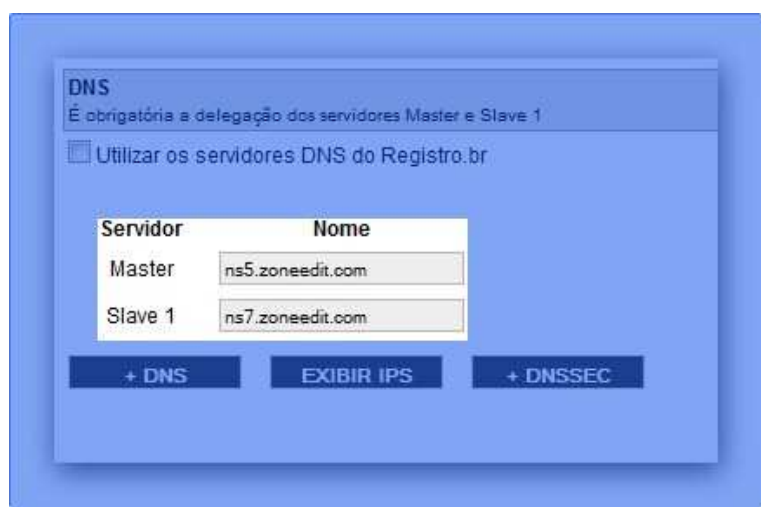 DNS
É obrigatória a delegação dos servidores Master e Slave 1
Utilizar os servidores DNS do Registro.br
Servidor Nome
Master ns5.zoneedit.com
Slave 1 ns7.zoneedit.com
+ DNS EXIBIR IPS + DNSSEC